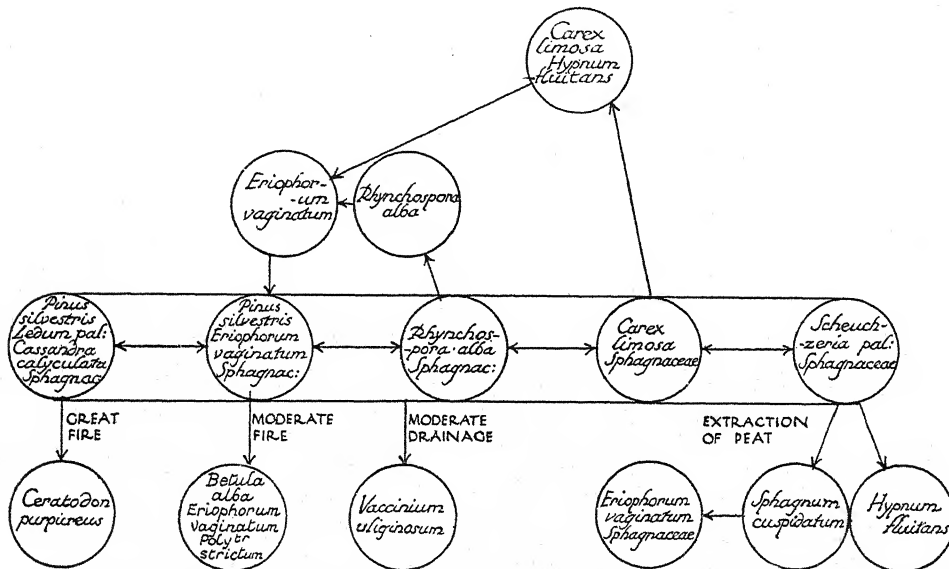 Carex
limosa
Hypnum
fluitans
Eriophor-
-um
vaginatum
Rhynchospora
alba
Pinus
silvestris
Ledum pal:
Cassandra
calyculata
Sphagnac:
Pinus
silvestris
Eriophorum
vaginatum
Sphagnac:
Rhynchos-
pora·alba
Sphagnac:
Carex
limosa
Sphagnaceae
Scheuch-
zeria pal:
Sphagnaceae
GREAT
FIRE
MODERATE
FIRE
MODERATE
DRAINAGE
EXTRACTION
OF PEAT
Ceratodon
purpureus
Betula
alba
Eriophorum
vaginatum
Polytr
strictum
Vaccinium
uliginosum
Eriophorum
vaginatum
Sphagnaceae
Sphagnum
cuspidatum
Hypnum
fluitans